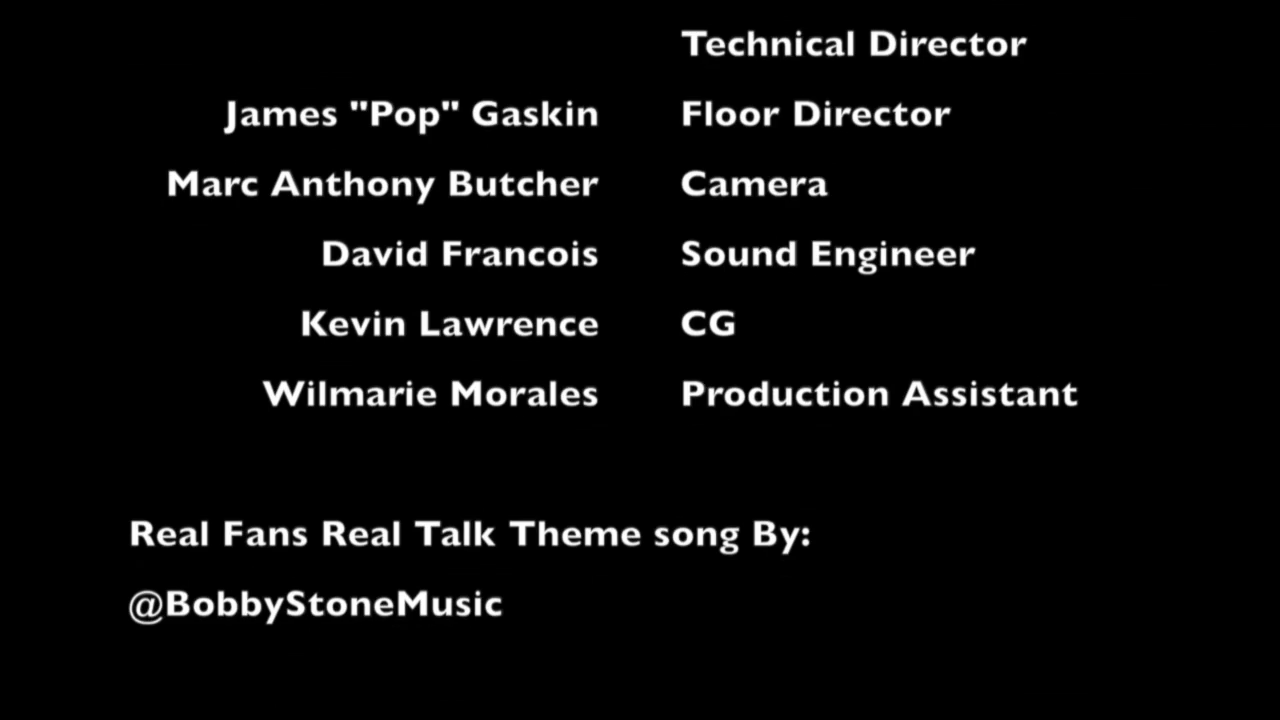 Technical Director
James "Pop" Gaskin Floor Director
Marc Anthony Butcher Camera
David Francois Sound Engineer
Kevin Lawrence CG
Wilmarie Morales Production Assistant
Real Fans Real Talk Theme song By:
@BobbyStoneMusic